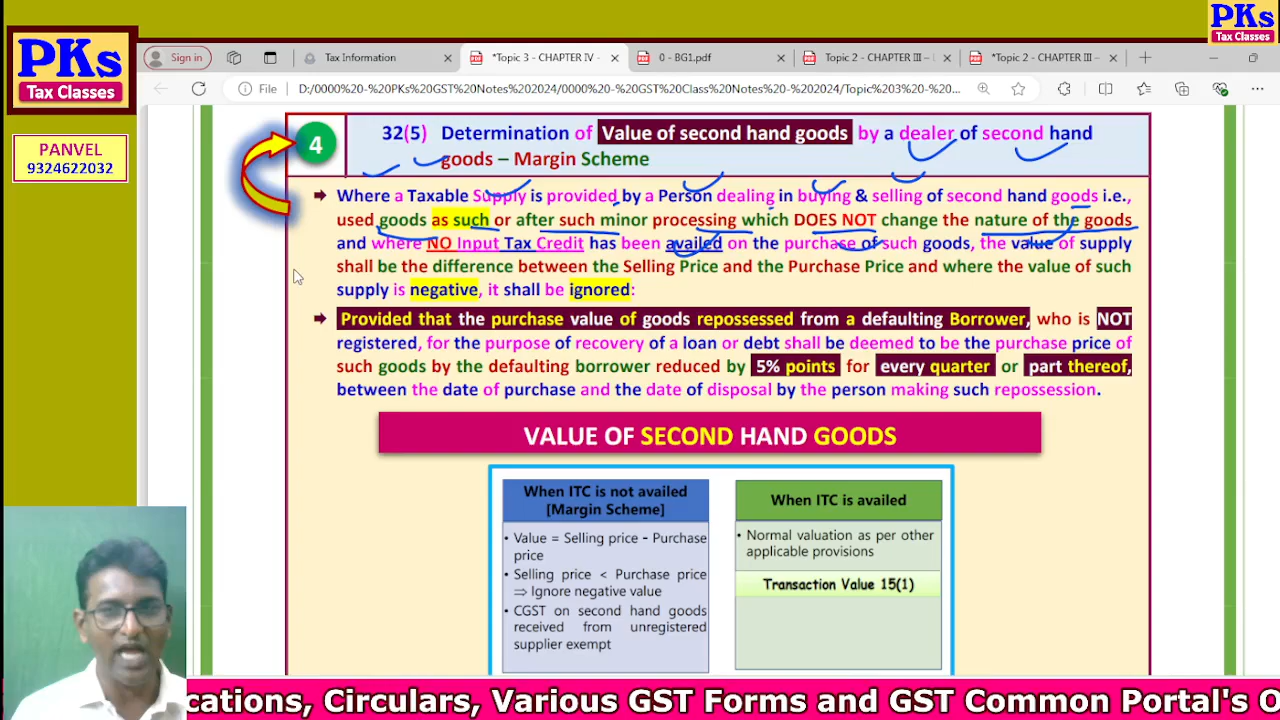 PKs
Tax Classes
PKs
Tax Classes
PANVEL
9324622032
Sign in
Tax Information
*Topic 3 - CHAPTER IV -
0 - BG1.pdf
Topic 2 - CHAPTER III –
*Topic 2 - CHAPTER III –
File
D:/0000%20-%20PKs%20GST%20Notes%202024/0000%20-%20GST%20Class%20Notes%20-%202024/Topic%203%20-%20...
4
32(5) Determination of Value of second hand goods by a dealer of second hand
goods – Margin Scheme
Where a Taxable Supply is provided by a Person dealing in buying & selling of second hand goods i.e.,
used goods as such or after such minor processing which DOES NOT change the nature of the goods
and where NO Input Tax Credit has been availed on the purchase of such goods, the value of supply
shall be the difference between the Selling Price and the Purchase Price and where the value of such
supply is negative, it shall be ignored:
Provided that the purchase value of goods repossessed from a defaulting Borrower, who is NOT
registered, for the purpose of recovery of a loan or debt shall be deemed to be the purchase price of
such goods by the defaulting borrower reduced by 5% points for every quarter or part thereof,
between the date of purchase and the date of disposal by the person making such repossession.
VALUE OF SECOND HAND GOODS
When ITC is not availed
[Margin Scheme]
• Value = Selling price - Purchase
price
• Selling price < Purchase price
⇒ Ignore negative value
• CGST on second hand goods
received from unregistered
supplier exempt
When ITC is availed
• Normal valuation as per other
applicable provisions
Transaction Value 15(1)
cations, Circulars, Various GST Forms and GST Common Portal's O